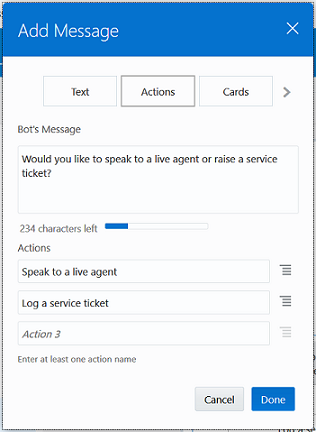 Add Message
Text
Actions
Cards
Bot's Message
Would you like to speak to a live agent or raise a service
ticket?
234 characters left
Actions
Speak to a live agent
Log a service ticket
Action 3
Enter at least one action name
Cancel
Done